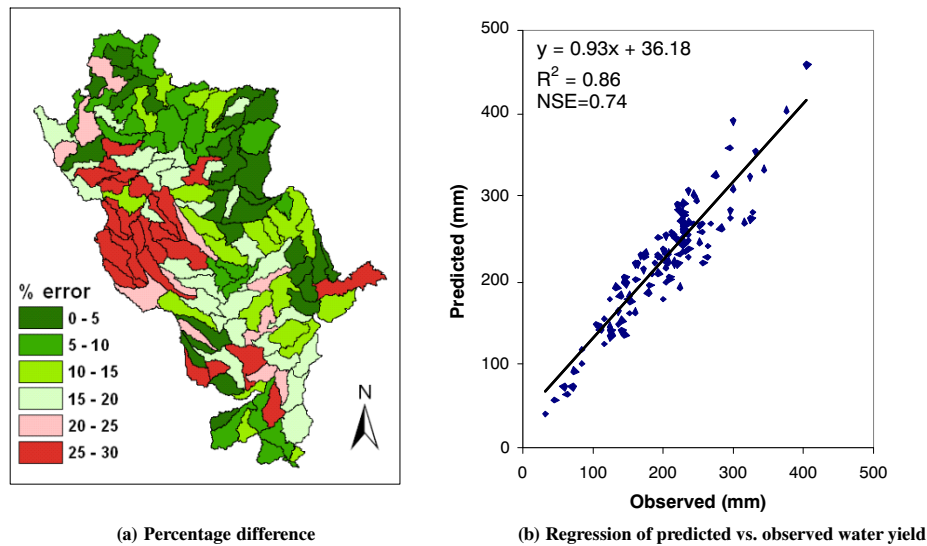 % error
0 - 5
5 - 10
10 - 15
15 - 20
20 - 25
25 - 30
N
(a) Percentage difference
y = 0.93x + 36.18
R² = 0.86
NSE=0.74
Predicted (mm)
500
400
300
200
100
0
0 100 200 300 400 500
Observed (mm)
(b) Regression of predicted vs. observed water yield